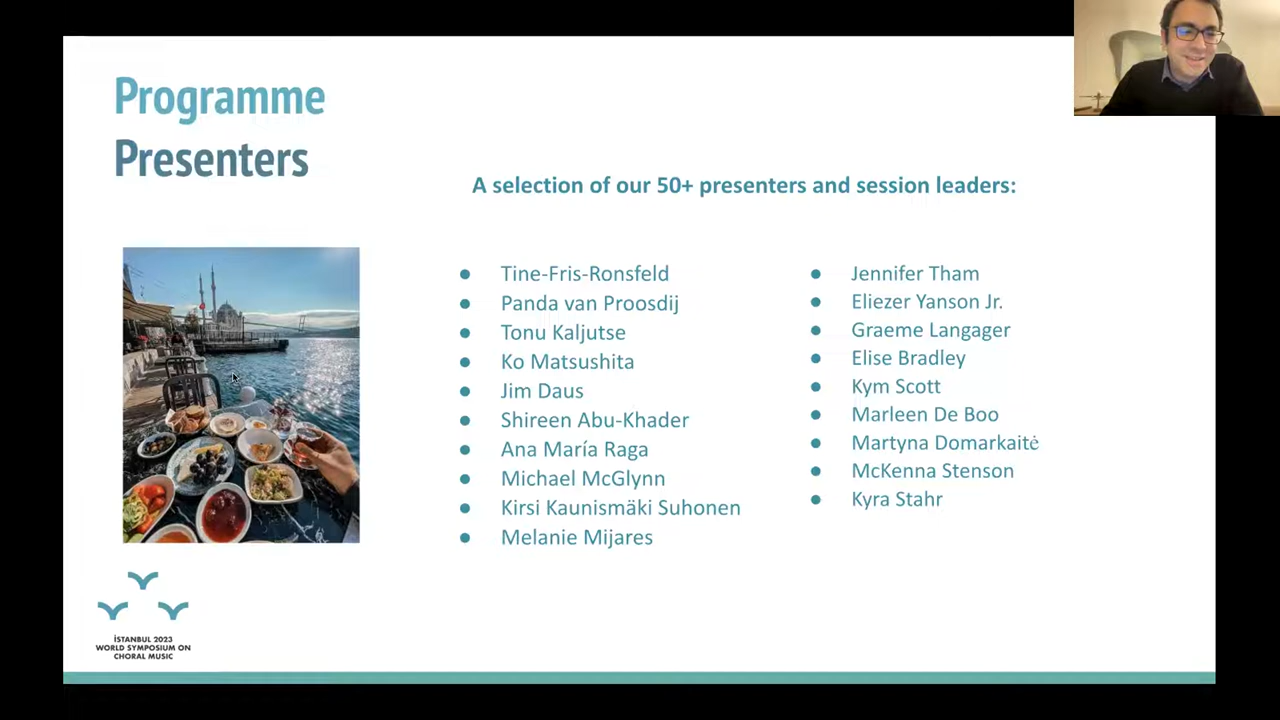 Programme
Presenters
A selection of our 50+ presenters and session leaders:
Tine-Fris-Ronsfeld
Panda van Proosdij
Tonu Kaljutse
Ko Matsushita
Jim Daus
Shireen Abu-Khader
Ana María Raga
Michael McGlynn
Kirsi Kaunismäki Suhonen
Melanie Mijares
Jennifer Tham
Eliezer Yanson Jr.
Graeme Langager
Elise Bradley
Kym Scott
Marleen De Boo
Martyna Domarkaitė
McKenna Stenson
Kyra Stahr
İSTANBUL 2023
WORLD SYMPOSIUM ON
CHORAL MUSIC